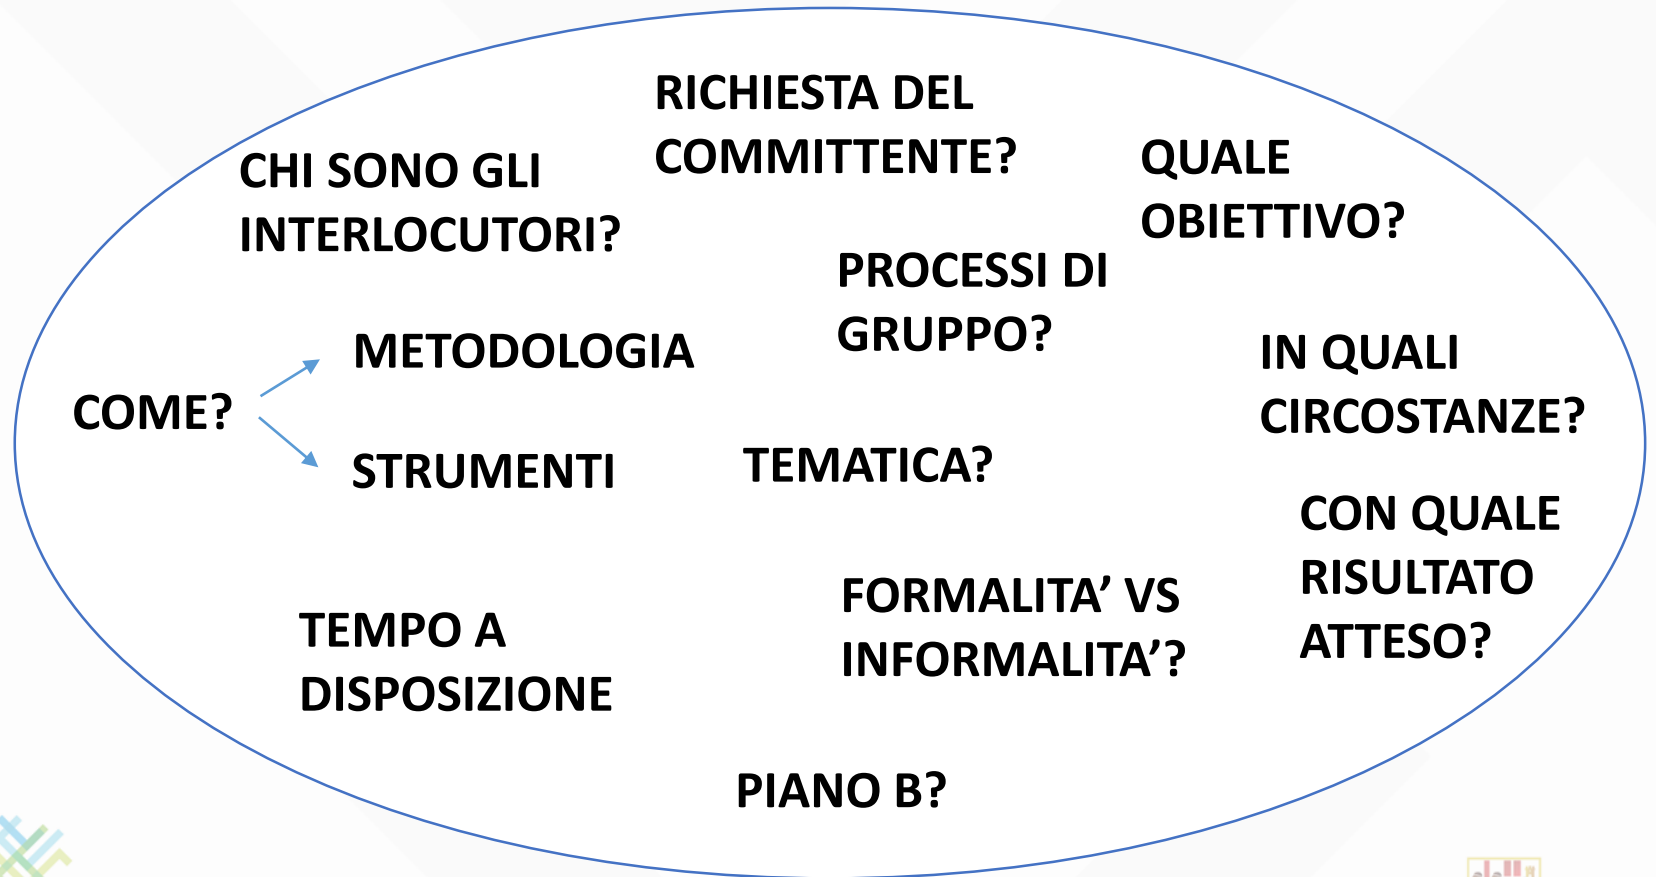 RICHIESTA DEL
COMMITTENTE?
CHI SONO GLI
INTERLOCUTORI?
QUALE
OBIETTIVO?
PROCESSI DI
GRUPPO?
METODOLOGIA
COME?
STRUMENTI
IN QUALI
CIRCOSTANZE?
TEMATICA?
CON QUALE
RISULTATO
ATTESO?
FORMALITA’ VS
INFORMALITA’?
TEMPO A
DISPOSIZIONE
PIANO B?